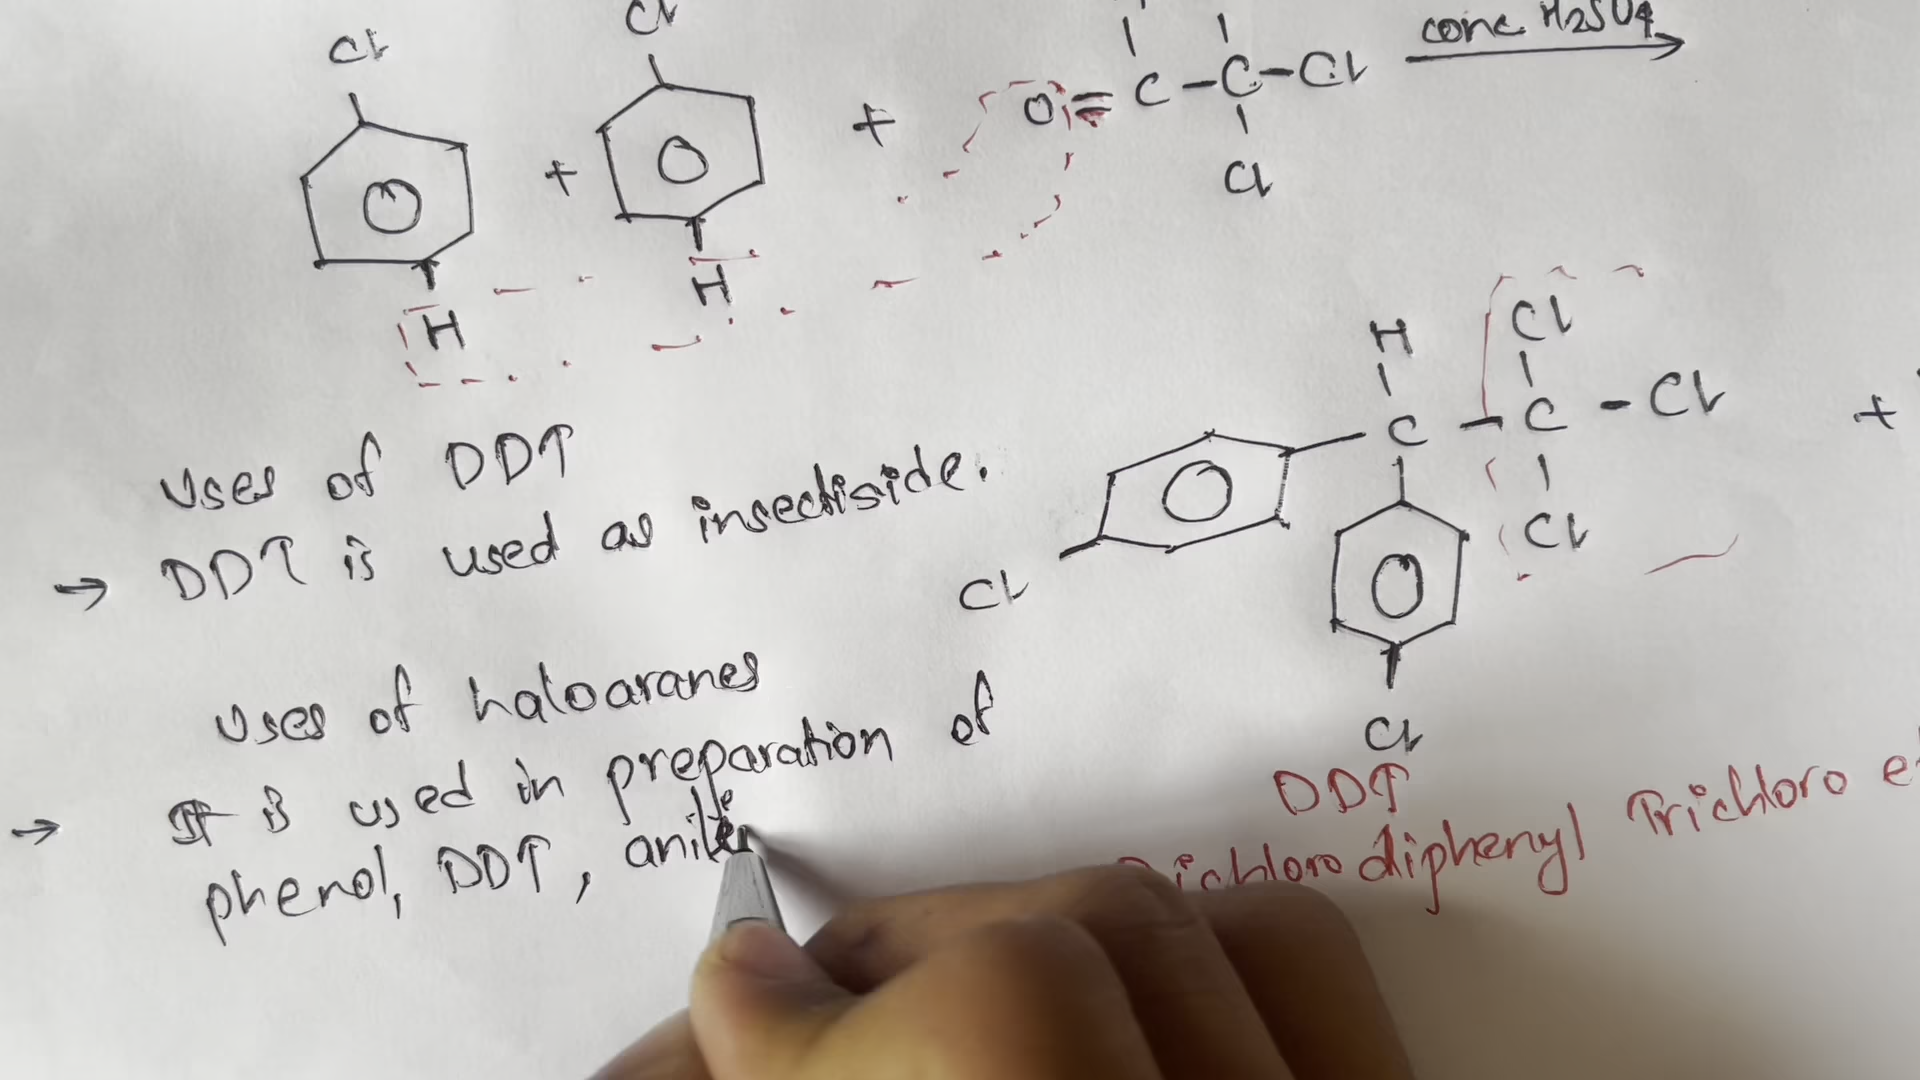 Cl
Cl
conc H2SO4
+
+
O = C - C - Cl
Cl
H
H
H
Cl
C - C - Cl
+
Cl
Cl
Cl
Uses of DDT
→ DDT is used as insectiside.
Uses of haloaranes
→ It is used in preparation of
phenol, DDT,
DDT
diphenyl Trichloro